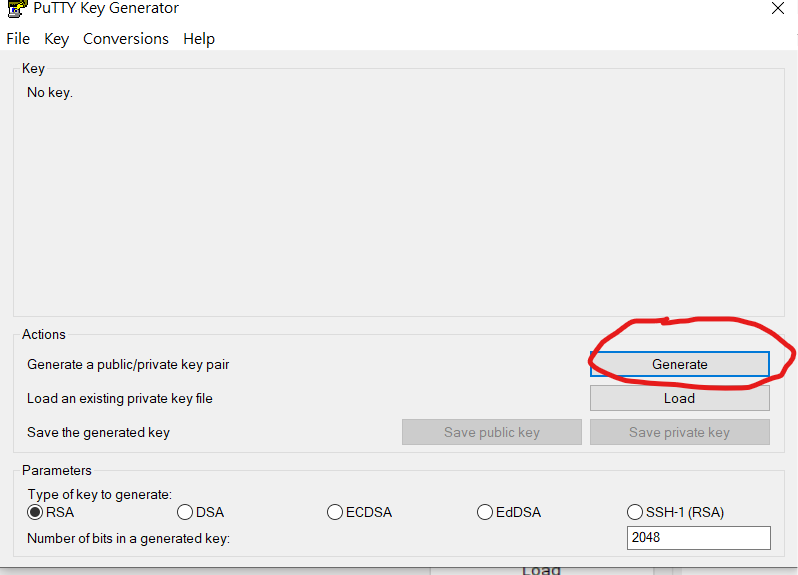 PuTTY Key Generator
File Key Conversions Help
Key
No key.
Actions
Generate a public/private key pair
Generate
Load an existing private key file
Load
Save the generated key
Save public key
Save private key
Parameters
Type of key to generate:
RSA DSA ECDSA EdDSA SSH-1 (RSA)
Number of bits in a generated key:
2048
Load